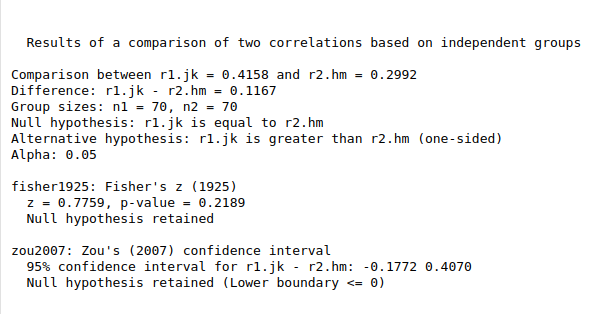 Results of a comparison of two correlations based on independent groups
Comparison between r1.jk = 0.4158 and r2.hm = 0.2992
Difference: r1.jk - r2.hm = 0.1167
Group sizes: n1 = 70, n2 = 70
Null hypothesis: r1.jk is equal to r2.hm
Alternative hypothesis: r1.jk is greater than r2.hm (one-sided)
Alpha: 0.05
fisher1925: Fisher's z (1925)
z = 0.7759, p-value = 0.2189
Null hypothesis retained
zou2007: Zou's (2007) confidence interval
95% confidence interval for r1.jk - r2.hm: -0.1772 0.4070
Null hypothesis retained (Lower boundary <= 0)